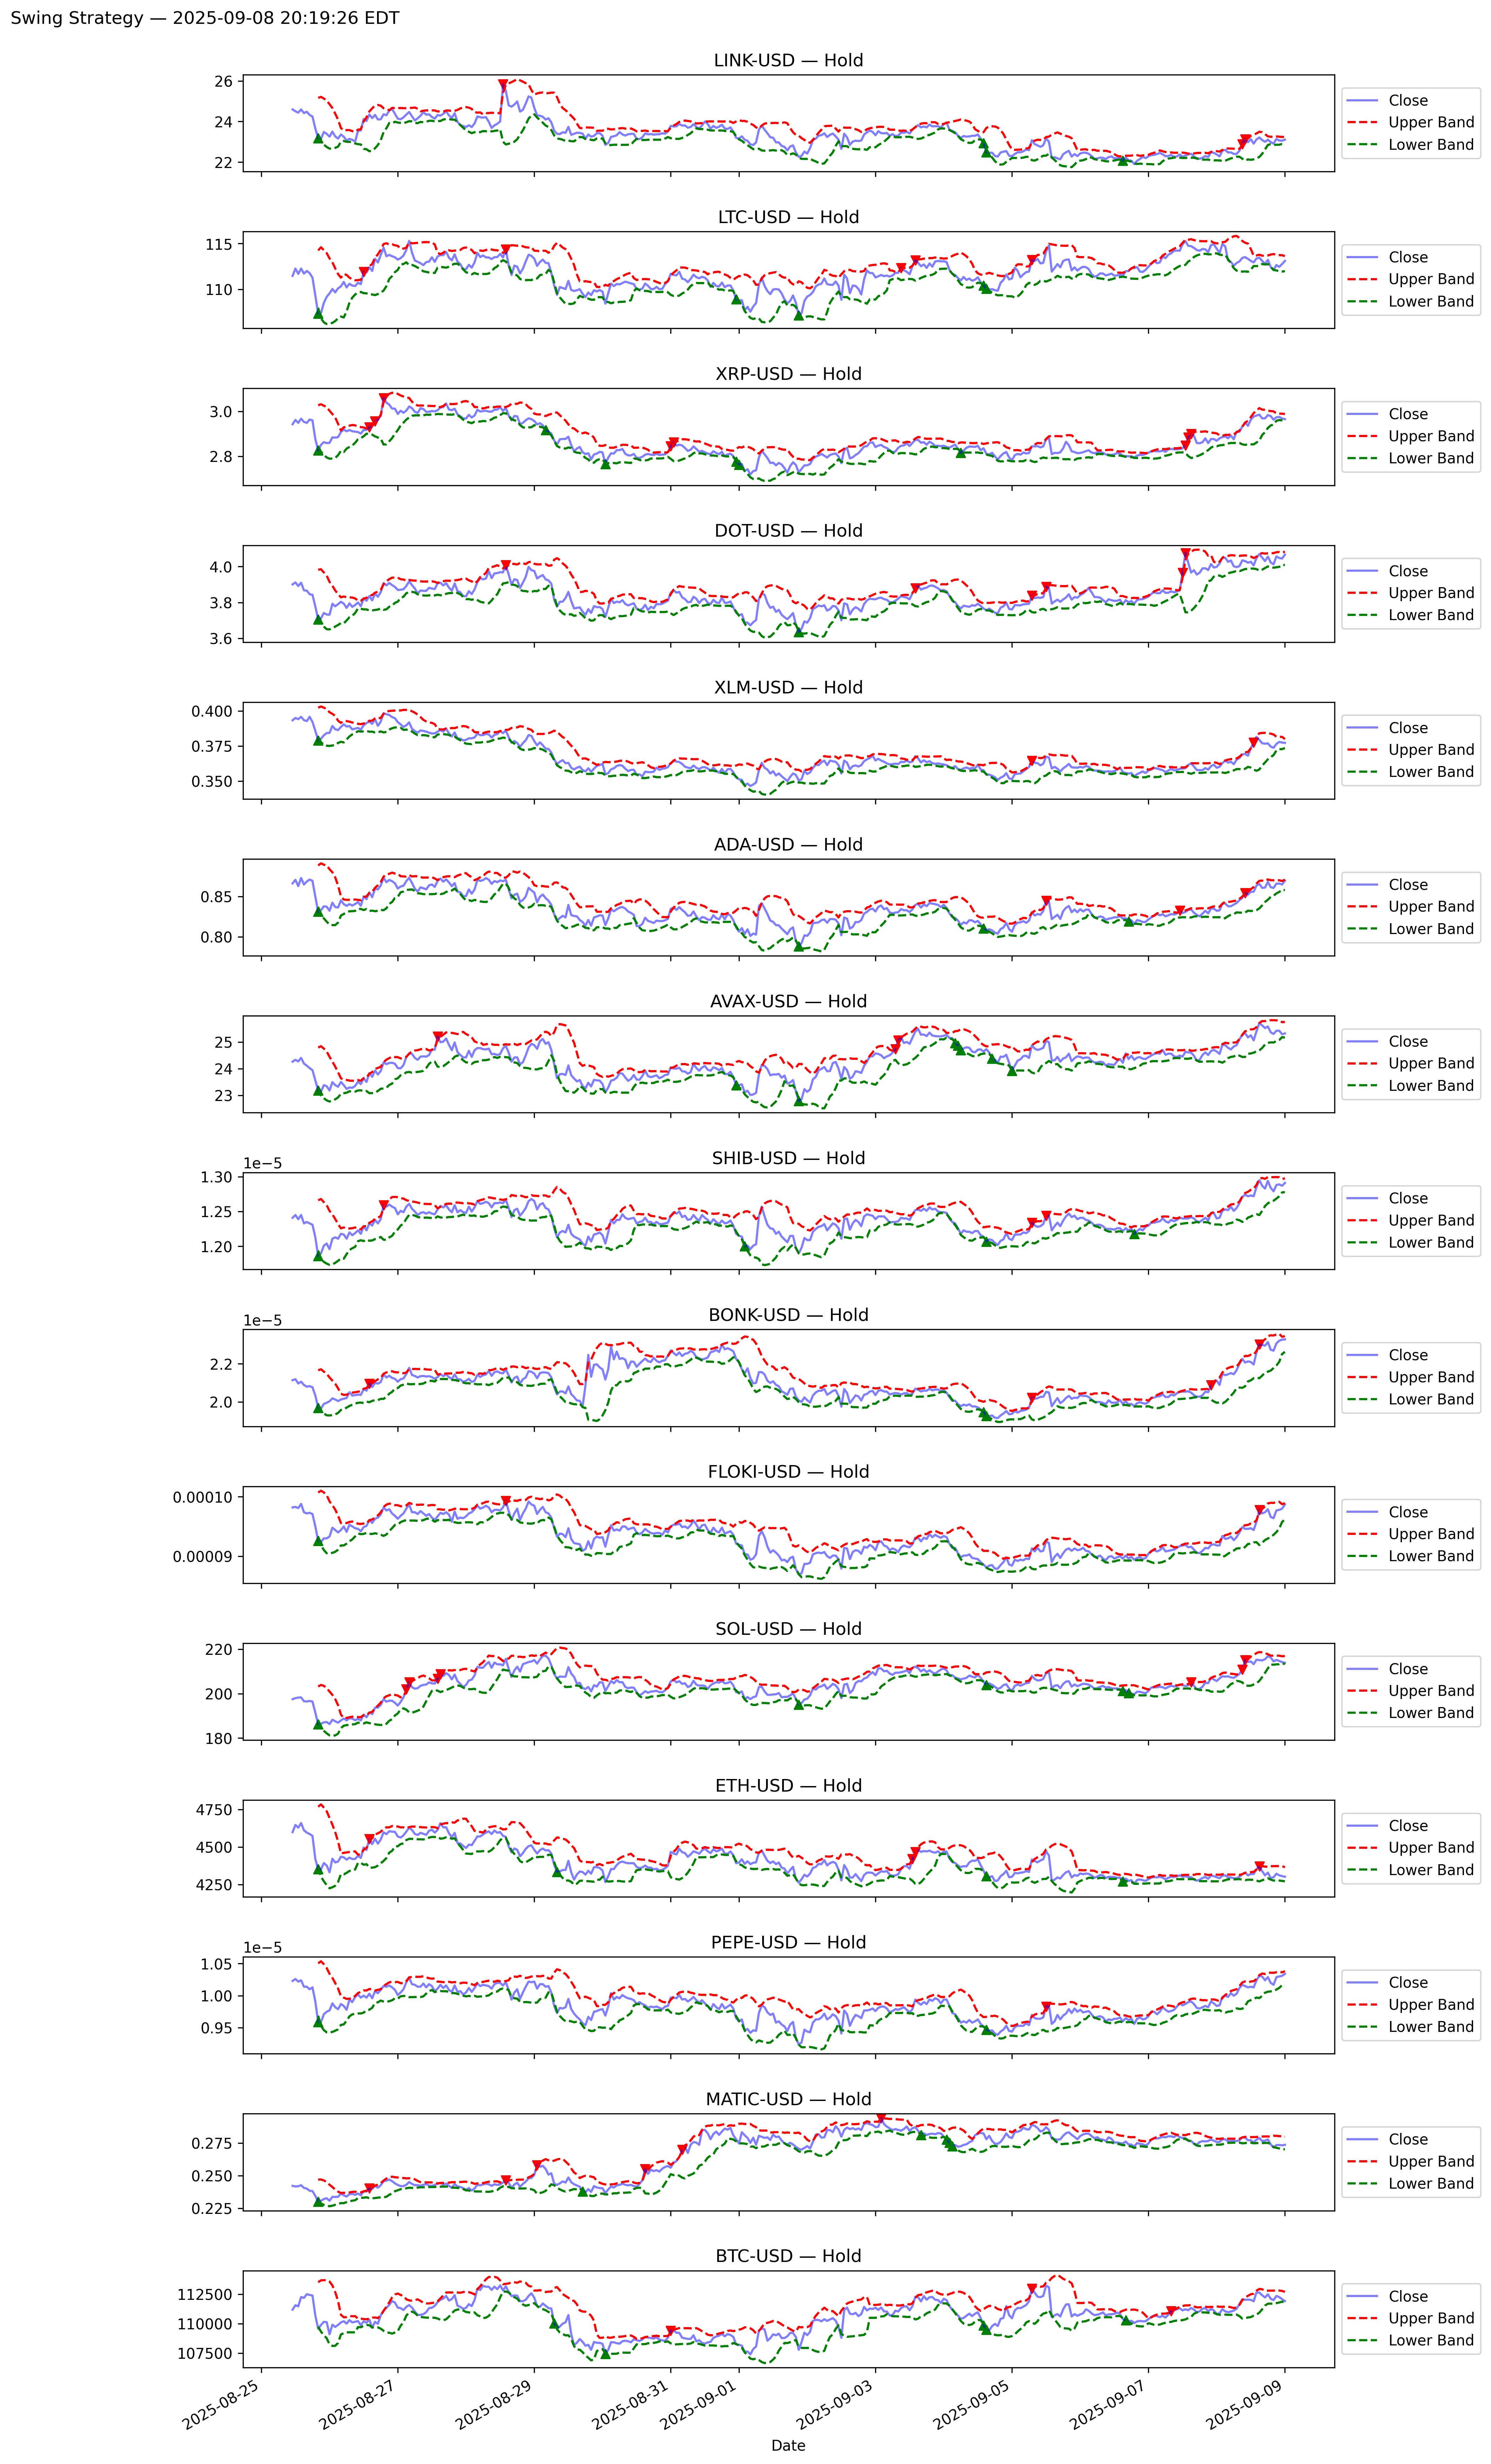 Swing Strategy — 2025-09-08 20:19:26 EDT
LINK-USD — Hold
26
24
22
Close
Upper Band
Lower Band
LTC-USD — Hold
115
110
Close
Upper Band
Lower Band
XRP-USD — Hold
3.0
2.8
Close
Upper Band
Lower Band
DOT-USD — Hold
4.0
3.8
3.6
Close
Upper Band
Lower Band
XLM-USD — Hold
0.400
0.375
0.350
Close
Upper Band
Lower Band
ADA-USD — Hold
0.85
0.80
Close
Upper Band
Lower Band
AVAX-USD — Hold
25
24
23
Close
Upper Band
Lower Band
SHIB-USD — Hold
1e−5
1.30
1.25
1.20
Close
Upper Band
Lower Band
BONK-USD — Hold
1e−5
2.2
2.0
Close
Upper Band
Lower Band
FLOKI-USD — Hold
0.00010
0.00009
Close
Upper Band
Lower Band
SOL-USD — Hold
220
200
180
Close
Upper Band
Lower Band
ETH-USD — Hold
4750
4500
4250
Close
Upper Band
Lower Band
PEPE-USD — Hold
1e−5
1.05
1.00
0.95
Close
Upper Band
Lower Band
MATIC-USD — Hold
0.275
0.250
0.225
Close
Upper Band
Lower Band
BTC-USD — Hold
112500
110000
107500
Close
Upper Band
Lower Band
2025-08-25
2025-08-27
2025-08-29
2025-08-31
2025-09-01
2025-09-03
2025-09-05
2025-09-07
2025-09-09
Date